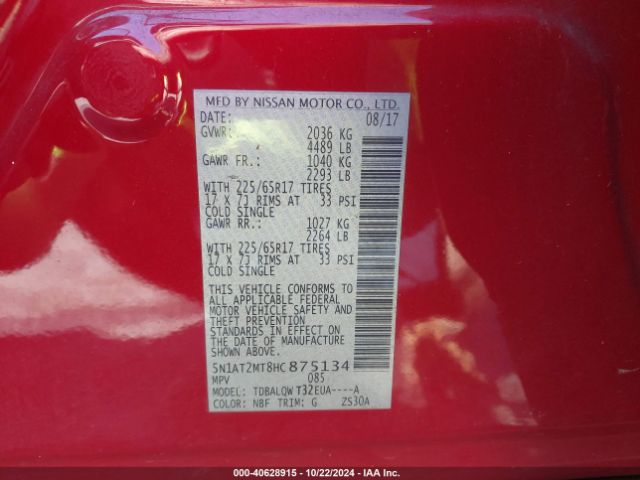 MFD BY NISSAN MOTOR CO., LTD.
DATE: 08/17
GVWR: 2036 KG
4489 LB
GAWR FR.: 1040 KG
2293 LB
WITH 225/65R17 TIRES
17 X 7J RIMS AT 33 PSI
COLD SINGLE
GAWR RR.: 1027 KG
2264 LB
WITH 225/65R17 TIRES
17 X 7J RIMS AT 33 PSI
COLD SINGLE
THIS VEHICLE CONFORMS TO
ALL APPLICABLE FEDERAL
MOTOR VEHICLE SAFETY AND
THEFT PREVENTION
STANDARDS IN EFFECT ON
THE DATE OF MANUFACTURE
SHOWN ABOVE.
5N1AT2MT8HC875134
MPV 085
MODEL: TDBALQW T32EUA----A
COLOR: NBF TRIM: G ZS30A
000-40628915 - 10/22/2024 - IAA Inc.